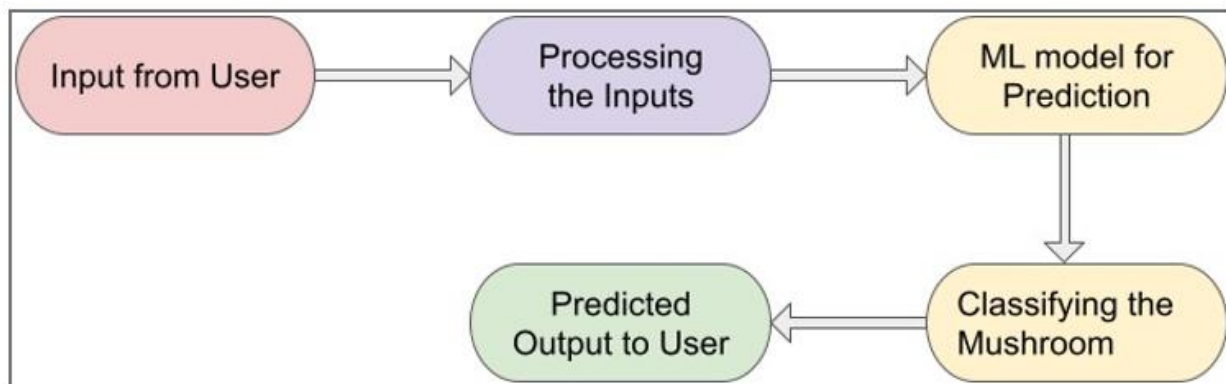 Input from User
Processing
the Inputs
ML model for
Prediction
Classifying the
Mushroom
Predicted
Output to User